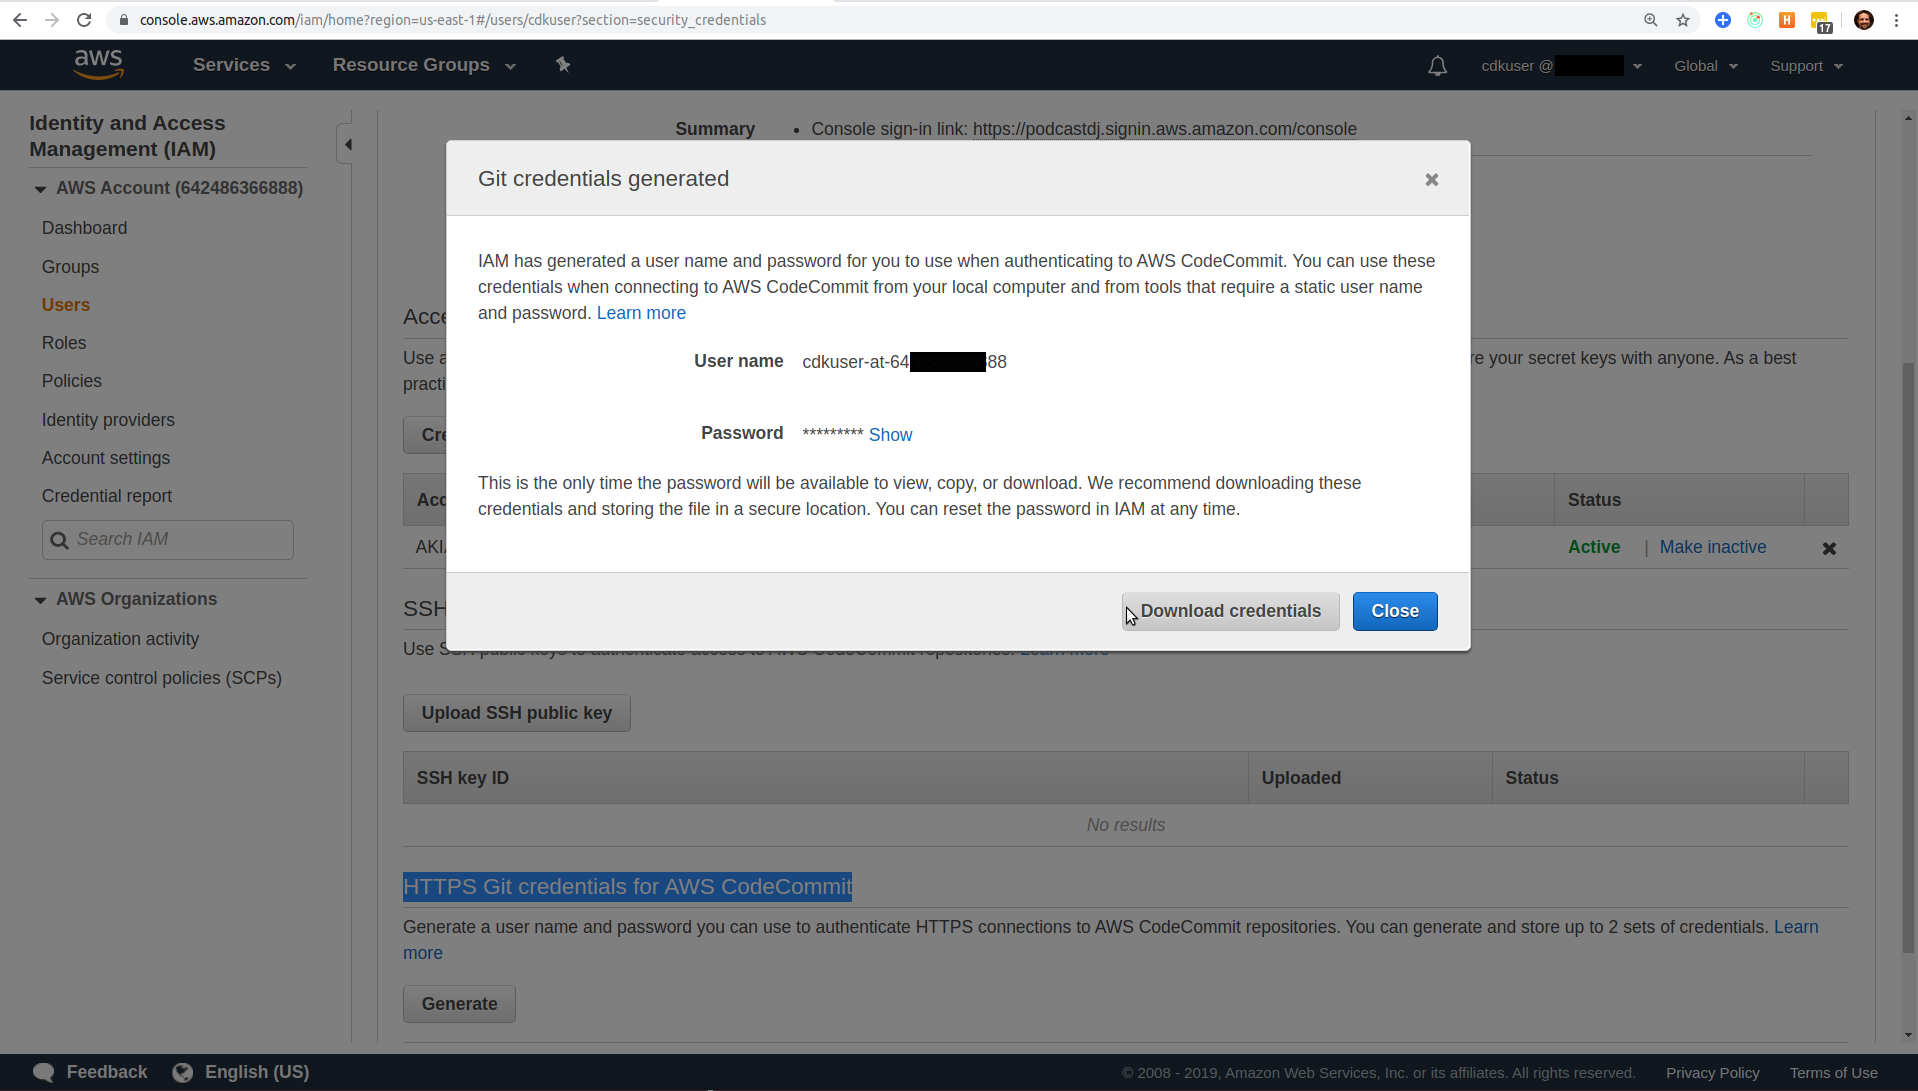 console.aws.amazon.com/iam/home?region=us-east-1#/users/cdkuser?section=security_credentials
H
17
aws
Services
Resource Groups
cdkuser @
Global
Support
Identity and Access
Management (IAM)
AWS Account (642486366888)
Dashboard
Groups
Users
Roles
Policies
Identity providers
Account settings
Credential report
Search IAM
AWS Organizations
Organization activity
Service control policies (SCPs)
Summary
• Console sign-in link: https://podcastdj.signin.aws.amazon.com/console
Git credentials generated
IAM has generated a user name and password for you to use when authenticating to AWS CodeCommit. You can use these
credentials when connecting to AWS CodeCommit from your local computer and from tools that require a static user name
and password. Learn more
User name cdkuser-at-64 88
Password ********* Show
This is the only time the password will be available to view, copy, or download. We recommend downloading these
credentials and storing the file in a secure location. You can reset the password in IAM at any time.
Download credentials
Close
Acce
Use a
re your secret keys with anyone. As a best
practi
Cre
Acc
Status
AKI
Active | Make inactive
SSH
Use SSH public keys to authenticate access to AWS CodeCommit repositories. Learn more
Upload SSH public key
SSH key ID
Uploaded
Status
No results
HTTPS Git credentials for AWS CodeCommit
Generate a user name and password you can use to authenticate HTTPS connections to AWS CodeCommit repositories. You can generate and store up to 2 sets of credentials. Learn
more
Generate
Feedback
English (US)
© 2008 - 2019, Amazon Web Services, Inc. or its affiliates. All rights reserved.
Privacy Policy
Terms of Use